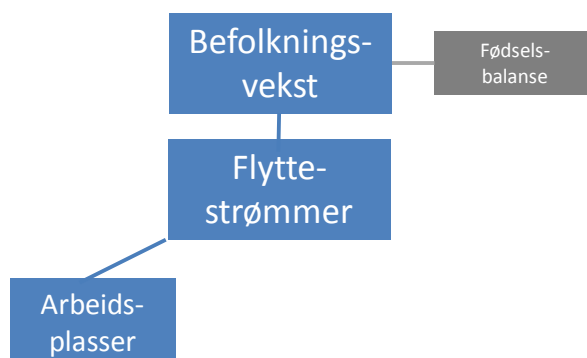 Befolknings-
vekst
Fødsels-
balanse
Flytte-
strømmer
Arbeids-
plasser